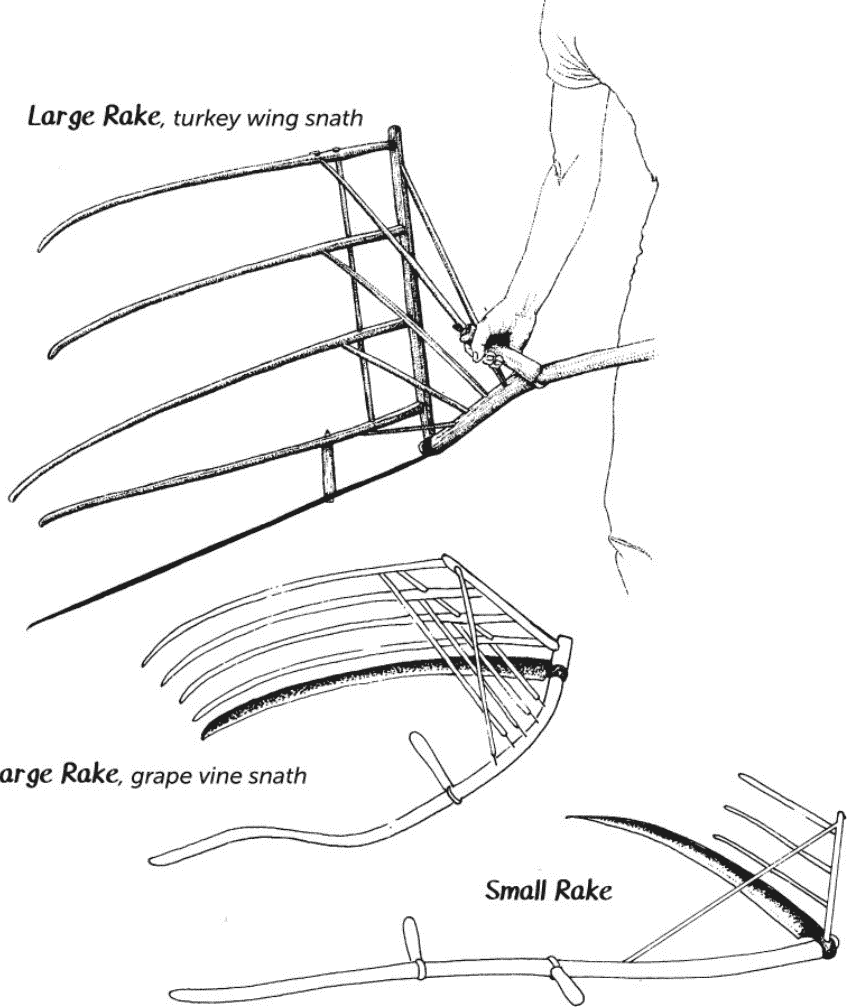 Large Rake, turkey wing snath
arge Rake, grape vine snath
Small Rake